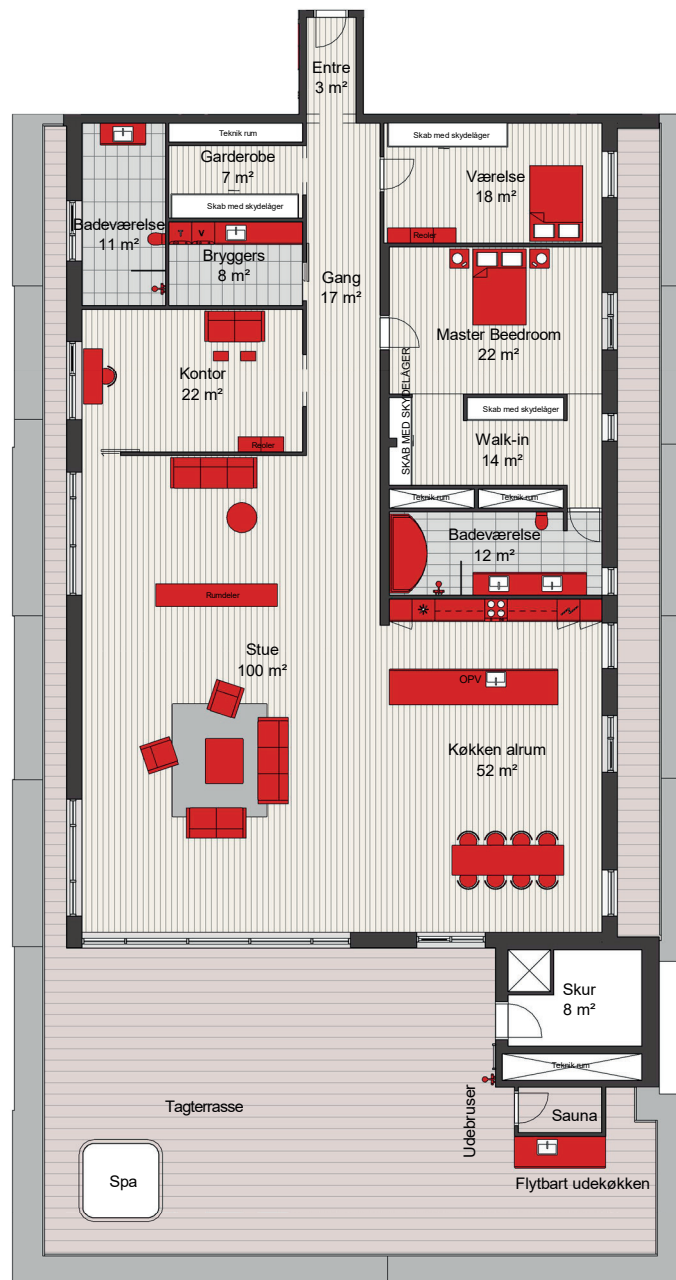 Entre
3 m²
Teknik rum
Skab med skydelåger
Garderobe
7 m²
Værelse
18 m²
Skab med skydelåger
Badeværelse
11 m²
T V
Reoler
Bryggers
8 m²
Gang
17 m²
Master Beedroom
22 m²
Kontor
22 m²
SKAB MED SKYDELÅGER
Skab med skydelåger
Reoler
Walk-in
14 m²
Teknik rum
Teknik rum
Badeværelse
12 m²
Rumdeler
Stue
100 m²
OPV
Køkken alrum
52 m²
Skur
8 m²
Teknik rum
Udebruser
Tagterrasse
Sauna
Spa
Flytbart udekøkken